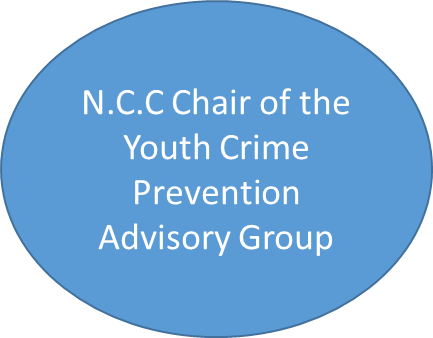 N.C.C Chair of the
Youth Crime
Prevention
Advisory Group